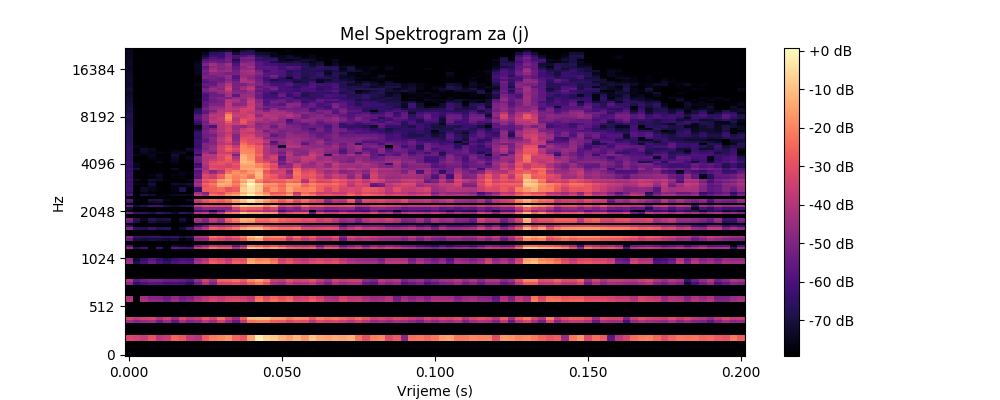 Mel Spektrogram za (j)
Hz
16384
8192
4096
2048
1024
512
0
0.000 0.050 0.100 0.150 0.200
Vrijeme (s)
+0 dB
-10 dB
-20 dB
-30 dB
-40 dB
-50 dB
-60 dB
-70 dB